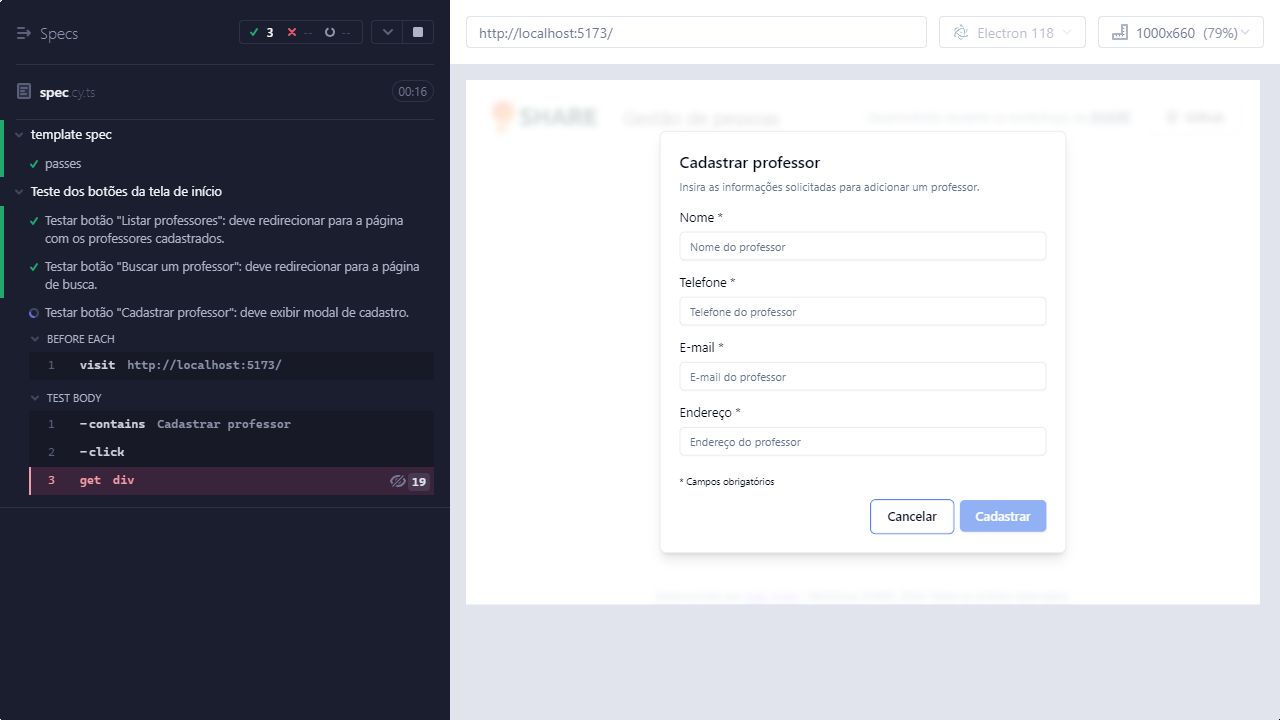 Specs
3 -- --
http://localhost:5173/
Electron 118
1000x660 (79%)
spec.cy.ts
00:16
template spec
passes
Teste dos botões da tela de início
Testar botão "Listar professores": deve redirecionar para a página
com os professores cadastrados.
Testar botão "Buscar um professor": deve redirecionar para a página
de busca.
Testar botão "Cadastrar professor": deve exibir modal de cadastro.
BEFORE EACH
1 visit http://localhost:5173/
TEST BODY
1 -contains Cadastrar professor
2 -click
3 get div 19
SHARE
Gestão de pessoas
Cadastrar professor
Insira as informações solicitadas para adicionar um professor.
Nome *
Nome do professor
Telefone *
Telefone do professor
E-mail *
E-mail do professor
Endereço *
Endereço do professor
* Campos obrigatórios
Cancelar
Cadastrar